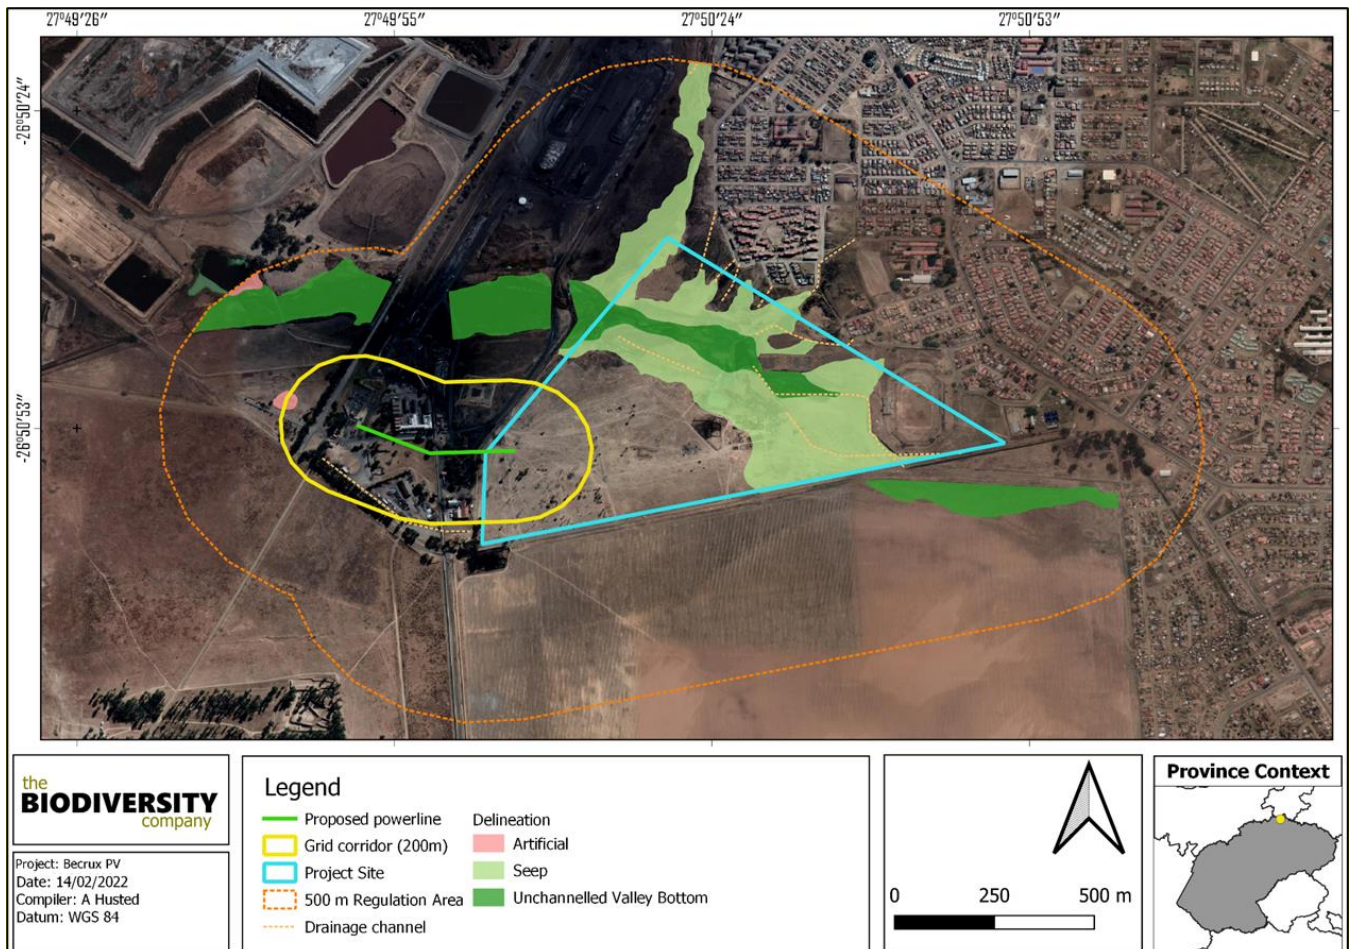 27°49'26" 27°49'55" 27°50'24" 27°50'53"
-26°50'24"
-26°50'53"
the
BIODIVERSITY
company
Project: Becrux PV
Date: 14/02/2022
Compiler: A Husted
Datum: WGS 84
Legend
Proposed powerline
Grid corridor (200m)
Project Site
500 m Regulation Area
Drainage channel
Delineation
Artificial
Seep
Unchannelled Valley Bottom
0 250 500 m
Province Context